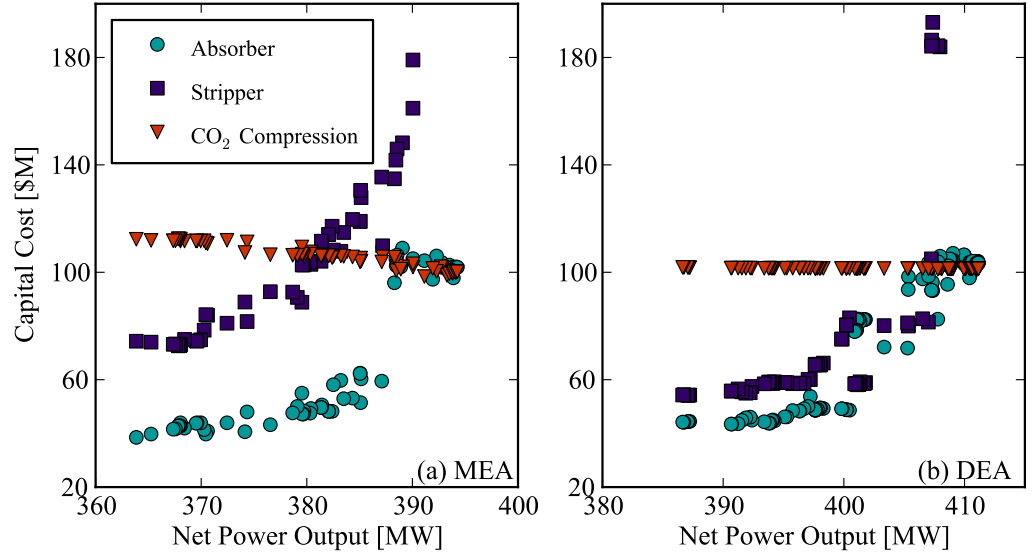 Capital Cost [$M]
180
140
100
60
20
Absorber
Stripper
CO₂ Compression
(a) MEA
360
370
380
390
400
Net Power Output [MW]
180
140
100
60
20
(b) DEA
380
390
400
410
Net Power Output [MW]